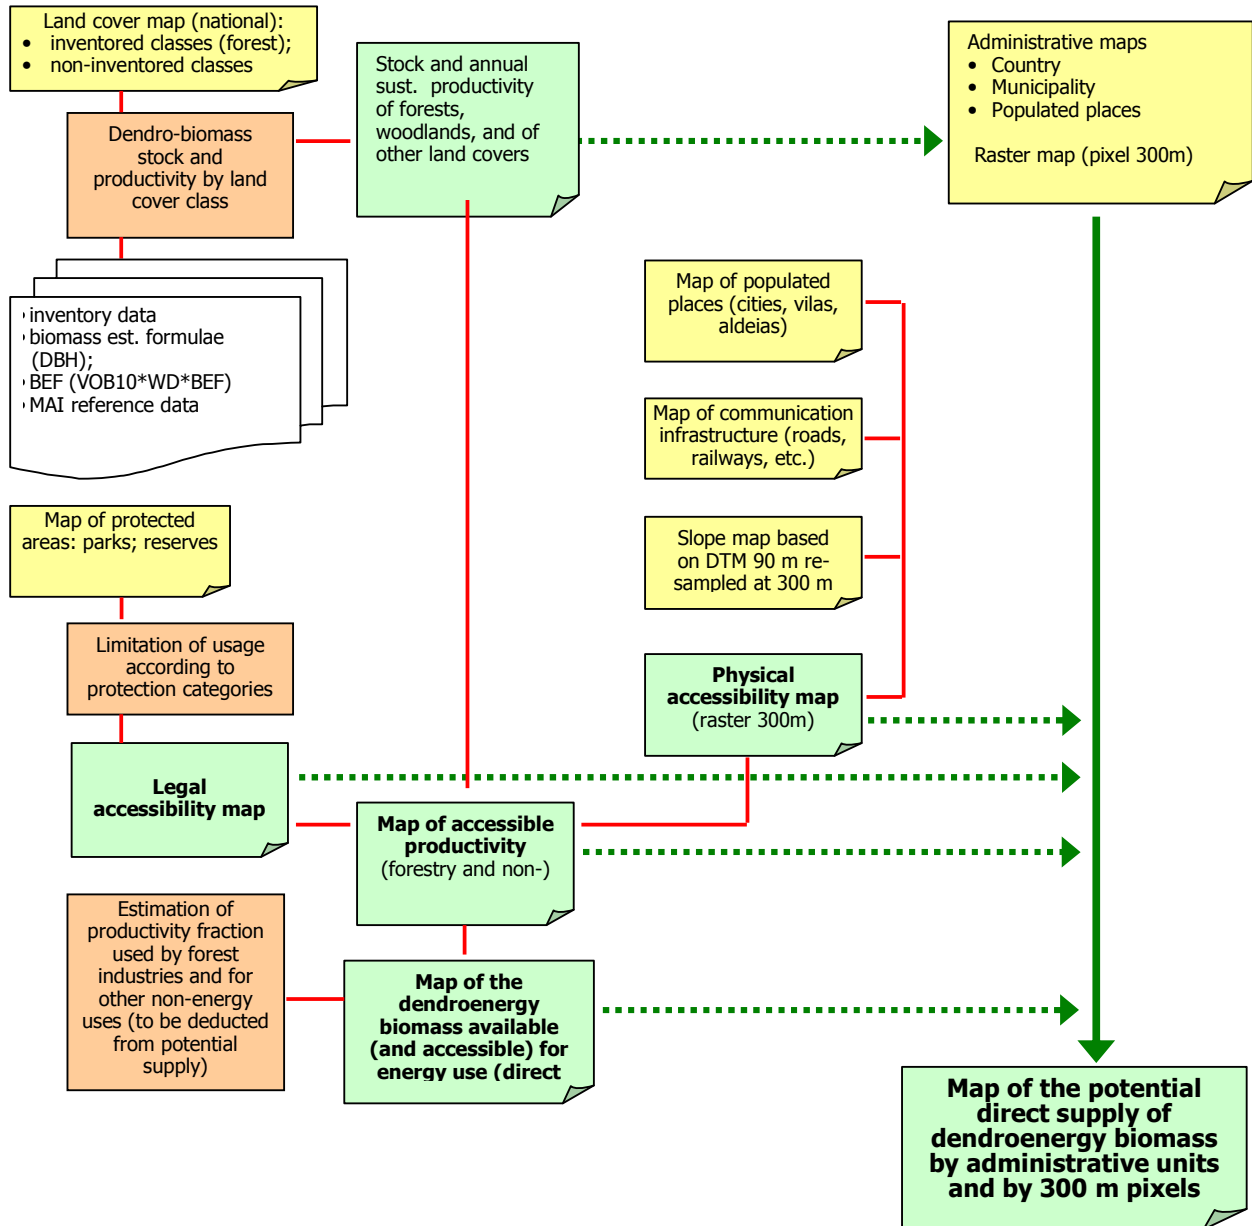 Land cover map (national):
• inventored classes (forest);
• non-inventored classes
Dendro-biomass
stock and
productivity by land
cover class
• inventory data
• biomass est. formulae
(DBH);
• BEF (VOB10*WD*BEF)
• MAI reference data
Stock and annual
sust. productivity
of forests,
woodlands, and of
other land covers
Administrative maps
• Country
• Municipality
• Populated places
Raster map (pixel 300m)
Map of populated
places (cities, vilas,
aldeias)
Map of communication
infrastructure (roads,
railways, etc.)
Slope map based
on DTM 90 m re-
sampled at 300 m
Physical
accessibility map
(raster 300m)
Map of protected
areas: parks; reserves
Limitation of usage
according to
protection categories
Legal
accessibility map
Map of accessible
productivity
(forestry and non-)
Estimation of
productivity fraction
used by forest
industries and for
other non-energy
uses (to be deducted
from potential
supply)
Map of the
dendroenergy
biomass available
(and accessible) for
energy use (direct
Map of the potential
direct supply of
dendroenergy biomass
by administrative units
and by 300 m pixels